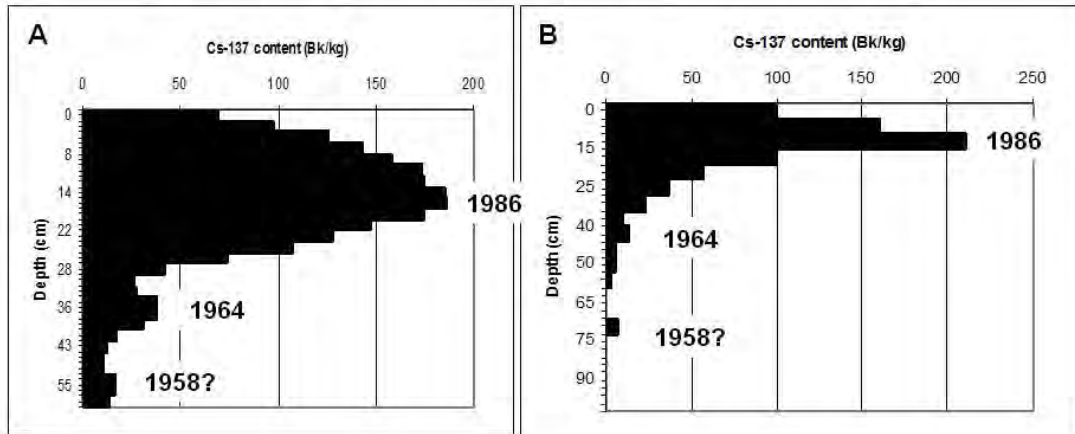 A
Cs-137 content (Bk/kg)
0 50 100 150 200
Depth (cm)
0
8
14
22
28
36
43
55
1986
1964
1958?
B
Cs-137 content (Bk/kg)
0 50 100 150 200 250
Depth (cm)
0
15
25
40
50
65
75
90
1986
1964
1958?